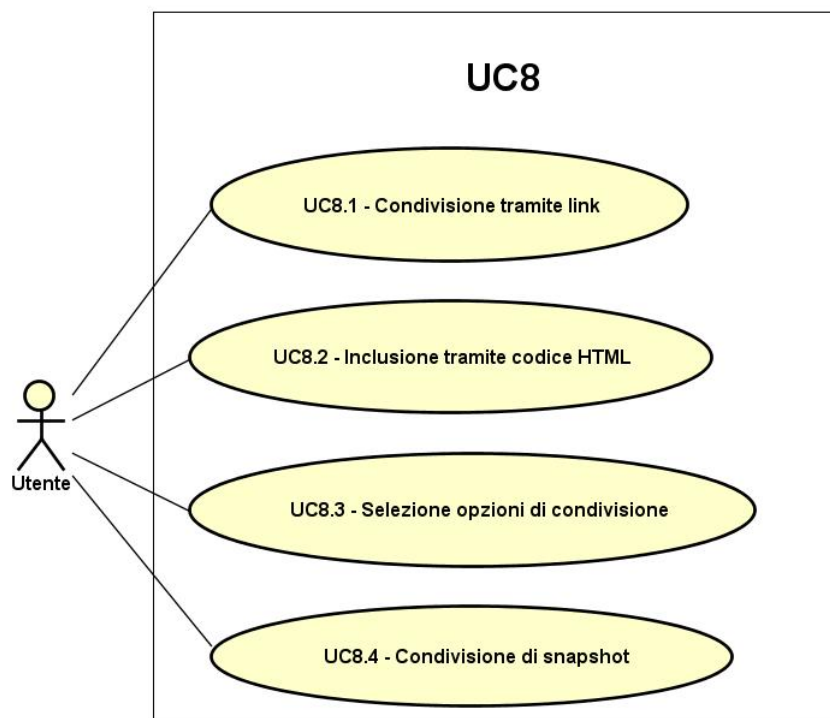 UC8
UC8.1 - Condivisione tramite link
UC8.2 - Inclusione tramite codice HTML
Utente
UC8.3 - Selezione opzioni di condivisione
UC8.4 - Condivisione di snapshot